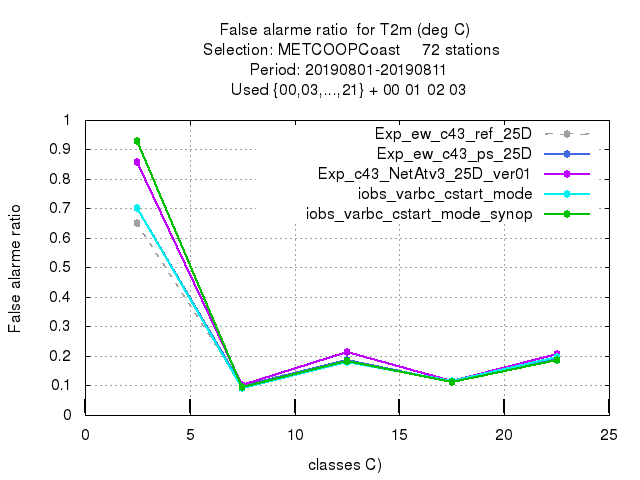 False alarme ratio  for T2m (deg C)
Selection: METCOOPCoast     72 stations
Period: 20190801-20190811
Used {00,03,...,21} + 00 01 02 03
1
0.9
0.8
0.7
0.6
0.5
0.4
0.3
0.2
0.1
0
False alarme ratio
Exp_ew_c43_ref_25D
Exp_ew_c43_ps_25D
Exp_c43_NetAtv3_25D_ver01
iobs_varbc_cstart_mode
iobs_varbc_cstart_mode_synop
0 5 10 15 20 25
classes C)